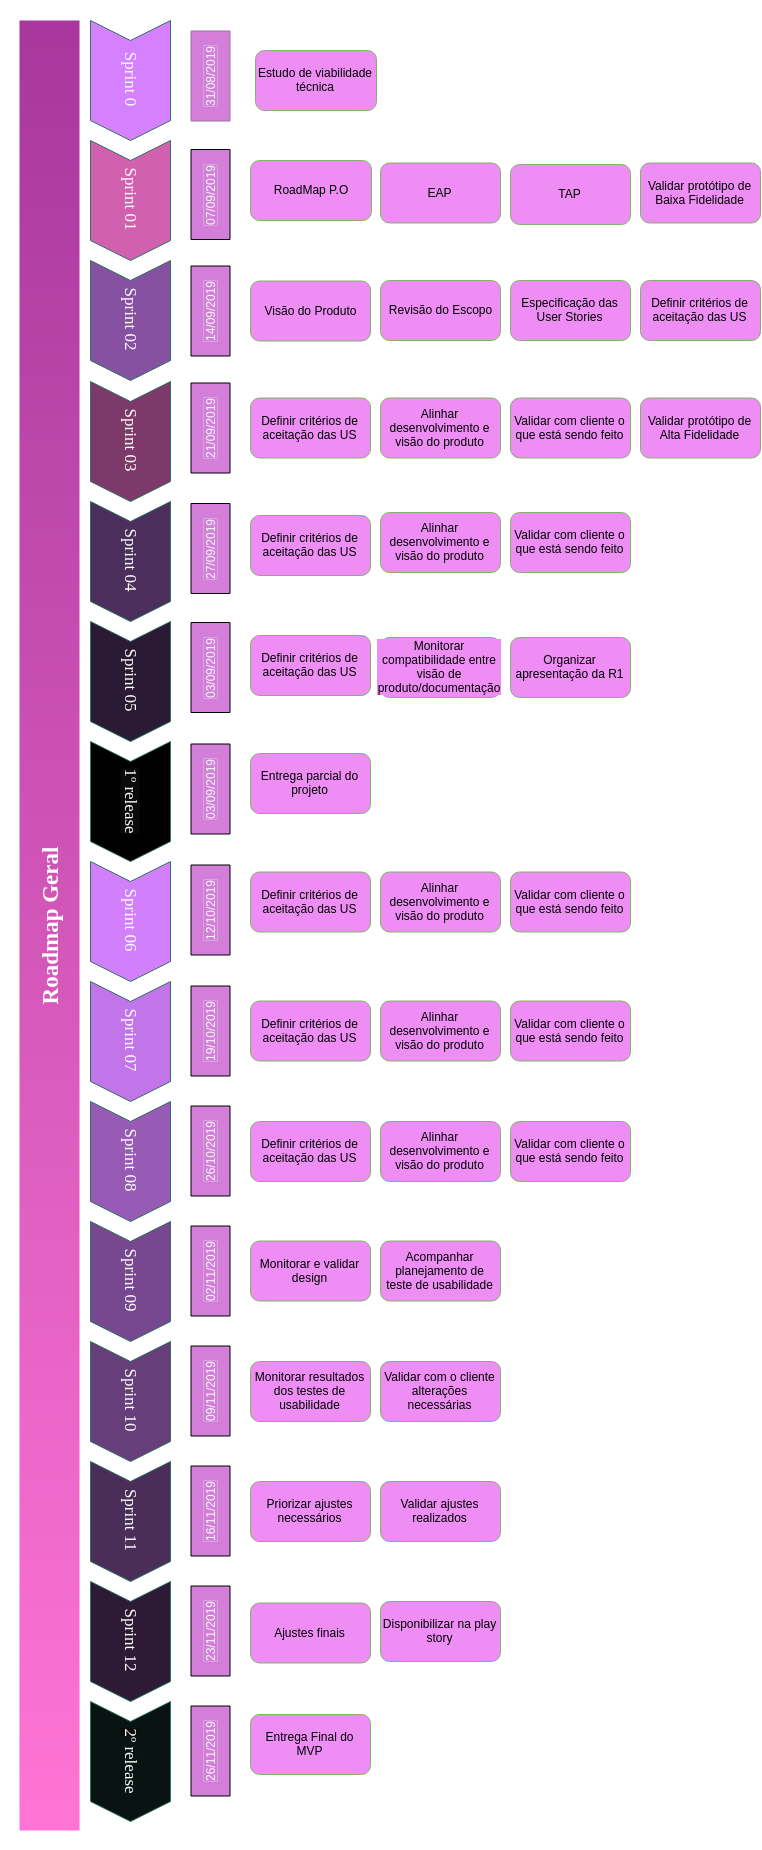 Roadmap Geral
Sprint 0
31/08/2019
Estudo de viabilidade
técnica
Sprint 01
07/09/2019
RoadMap P.O
EAP
TAP
Validar protótipo de
Baixa Fidelidade
Sprint 02
14/09/2019
Visão do Produto
Revisão do Escopo
Especificação das
User Stories
Definir critérios de
aceitação das US
Sprint 03
21/09/2019
Definir critérios de
aceitação das US
Alinhar
desenvolvimento e
visão do produto
Validar com cliente o
que está sendo feito
Validar protótipo de
Alta Fidelidade
Sprint 04
27/09/2019
Definir critérios de
aceitação das US
Alinhar
desenvolvimento e
visão do produto
Validar com cliente o
que está sendo feito
Sprint 05
03/09/2019
Definir critérios de
aceitação das US
Monitorar
compatibilidade entre
visão de
produto/documentação
Organizar
apresentação da R1
1º release
03/09/2019
Entrega parcial do
projeto
Sprint 06
12/10/2019
Definir critérios de
aceitação das US
Alinhar
desenvolvimento e
visão do produto
Validar com cliente o
que está sendo feito
Sprint 07
19/10/2019
Definir critérios de
aceitação das US
Alinhar
desenvolvimento e
visão do produto
Validar com cliente o
que está sendo feito
Sprint 08
26/10/2019
Definir critérios de
aceitação das US
Alinhar
desenvolvimento e
visão do produto
Validar com cliente o
que está sendo feito
Sprint 09
02/11/2019
Monitorar e validar
design
Acompanhar
planejamento de
teste de usabilidade
Sprint 10
09/11/2019
Monitorar resultados
dos testes de
usabilidade
Validar com o cliente
alterações
necessárias
Sprint 11
16/11/2019
Priorizar ajustes
necessários
Validar ajustes
realizados
Sprint 12
23/11/2019
Ajustes finais
Disponibilizar na play
story
2º release
26/11/2019
Entrega Final do
MVP